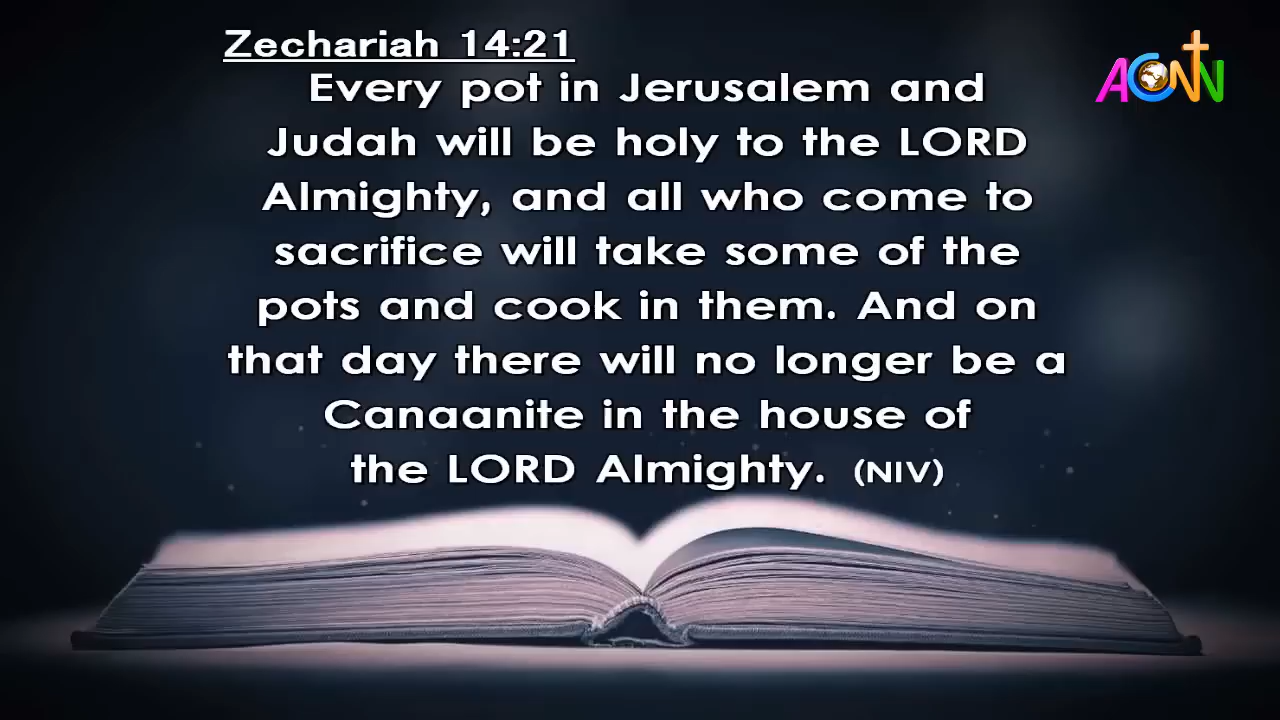 Zechariah 14:21
ACNN
Every pot in Jerusalem and
Judah will be holy to the LORD
Almighty, and all who come to
sacrifice will take some of the
pots and cook in them. And on
that day there will no longer be a
Canaanite in the house of
the LORD Almighty. (NIV)